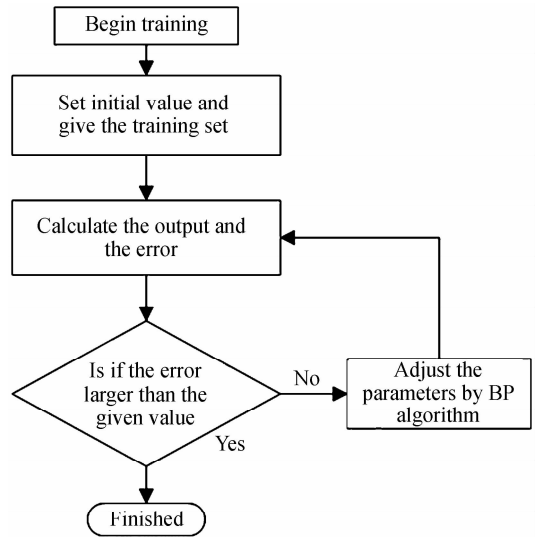 Begin training
Set initial value and
give the training set
Calculate the output and
the error
Is if the error
larger than the
given value
No
Adjust the
parameters by BP
algorithm
Yes
Finished